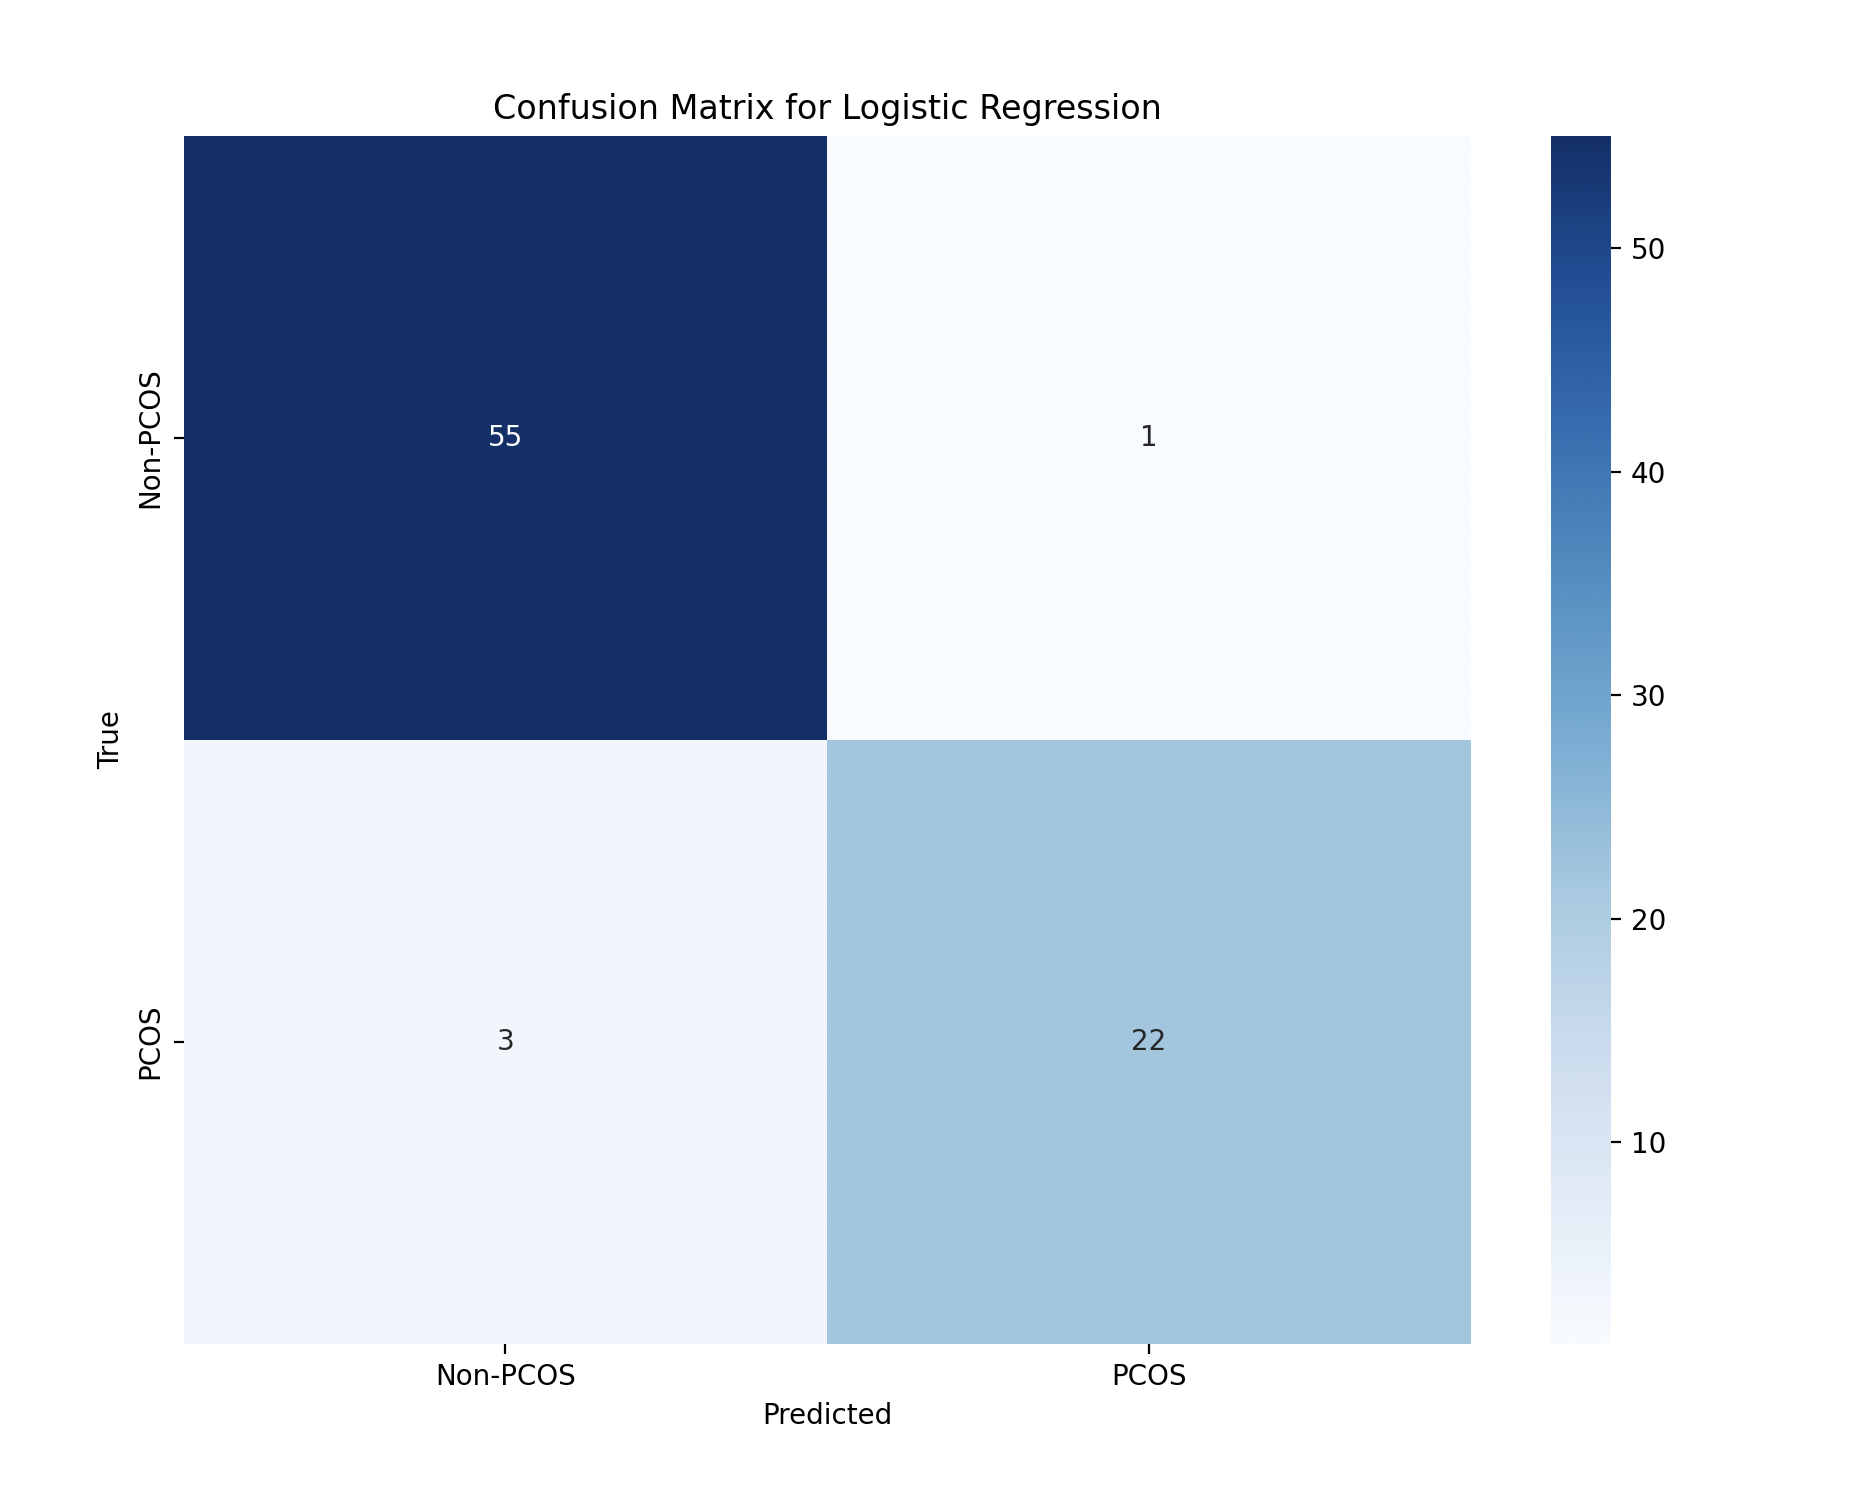 Confusion Matrix for Logistic Regression
Non-PCOS
55
1
50
40
30
True
20
PCOS
3
22
10
Non-PCOS
PCOS
Predicted